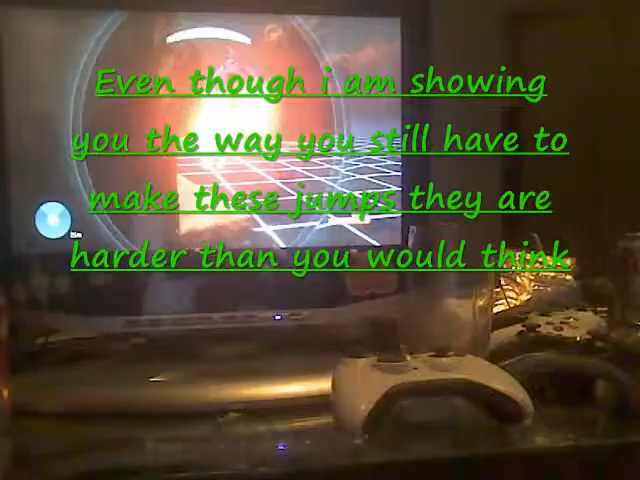 Even though i am showing
you the way you still have to
make these jumps they are
harder than you would think